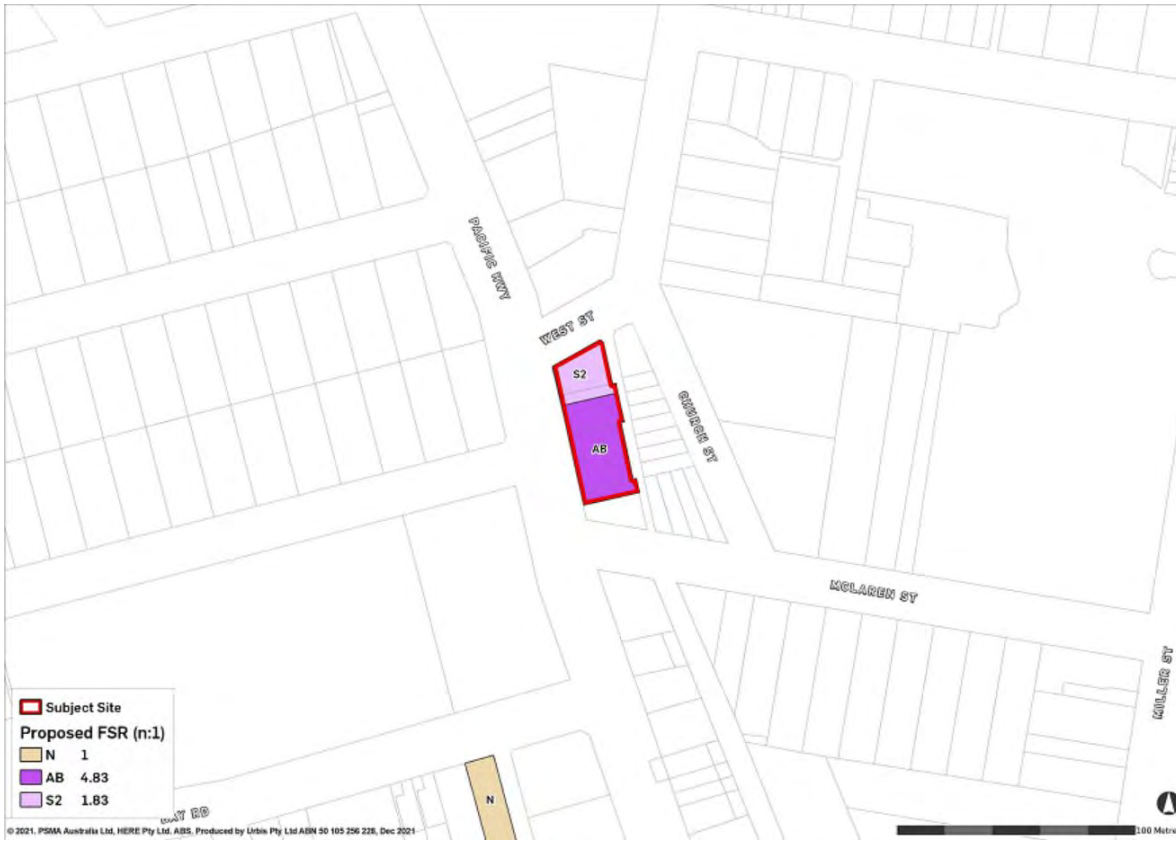 PACIFIC HWY
WEST ST
S2
CHURCH ST
AB
MCLAREN ST
MILLER ST
Subject Site
Proposed FSR (n:1)
N 1
AB 4.83
S2 1.83
N
BAY RD
© 2021. PSMA Australia Ltd, HERE Pty Ltd. ABS. Produced by Urbis Pty Ltd ABN 50 105 256 228, Dec 2021
100 Metre